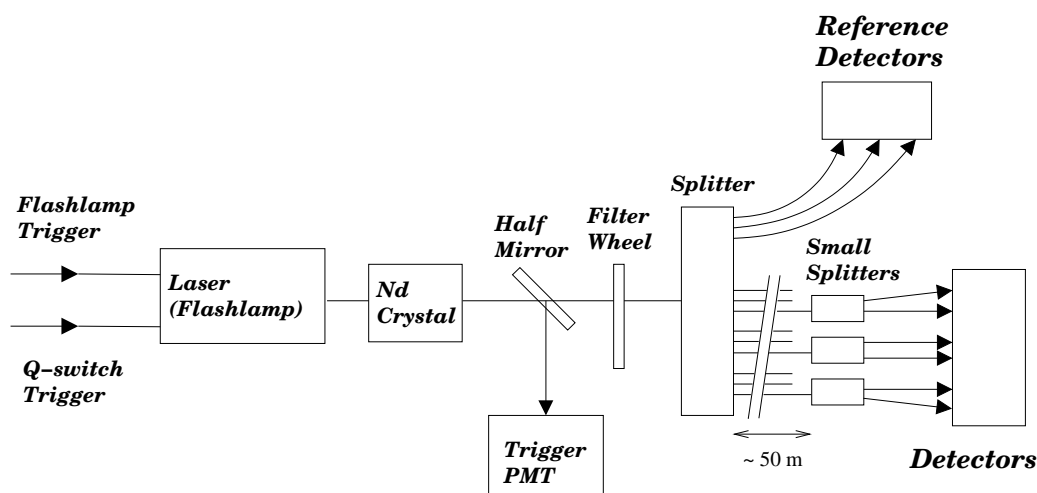 Reference
Detectors
Splitter
Flashlamp
Trigger
Half
Mirror
Filter
Wheel
Small
Splitters
Laser
(Flashlamp)
Nd
Crystal
Q−switch
Trigger
Trigger
PMT
~ 50 m
Detectors